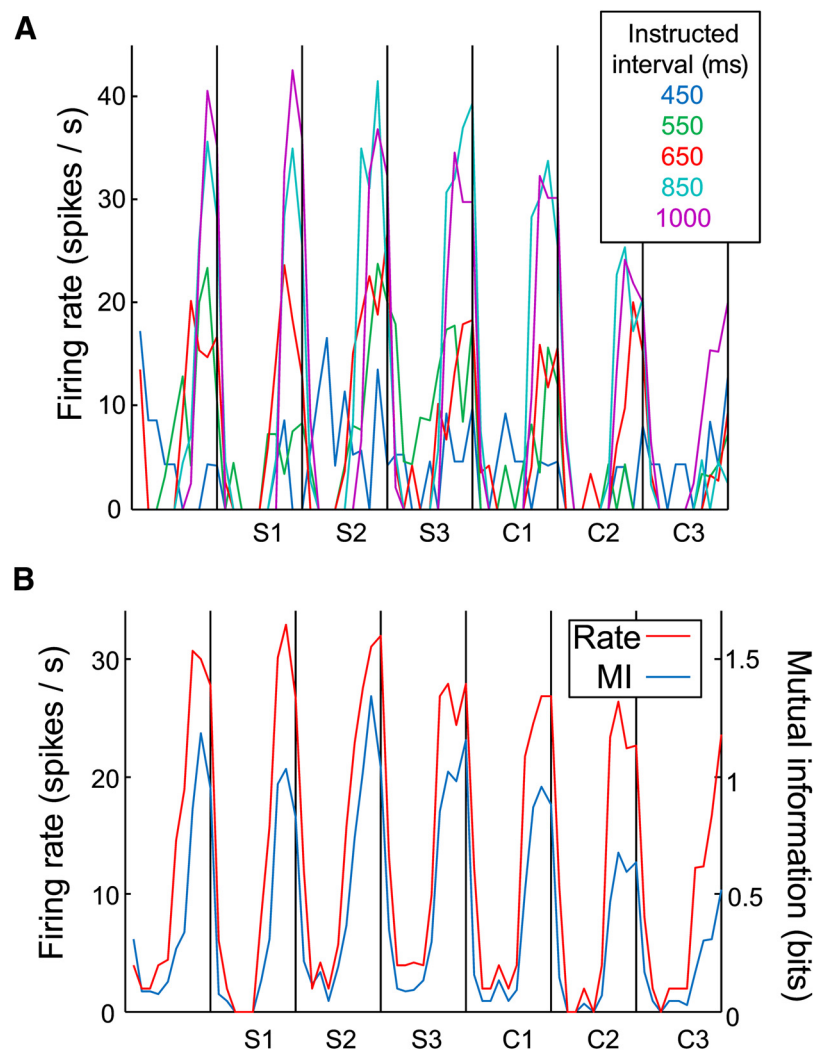 A
Instructed
interval (ms)
450
550
650
850
1000
Firing rate (spikes / s)
40
30
20
10
0
S1 S2 S3 C1 C2 C3
B
Rate
MI
Firing rate (spikes / s)
30
20
10
0
1.5
1
0.5
0
Mutual information (bits)
S1 S2 S3 C1 C2 C3